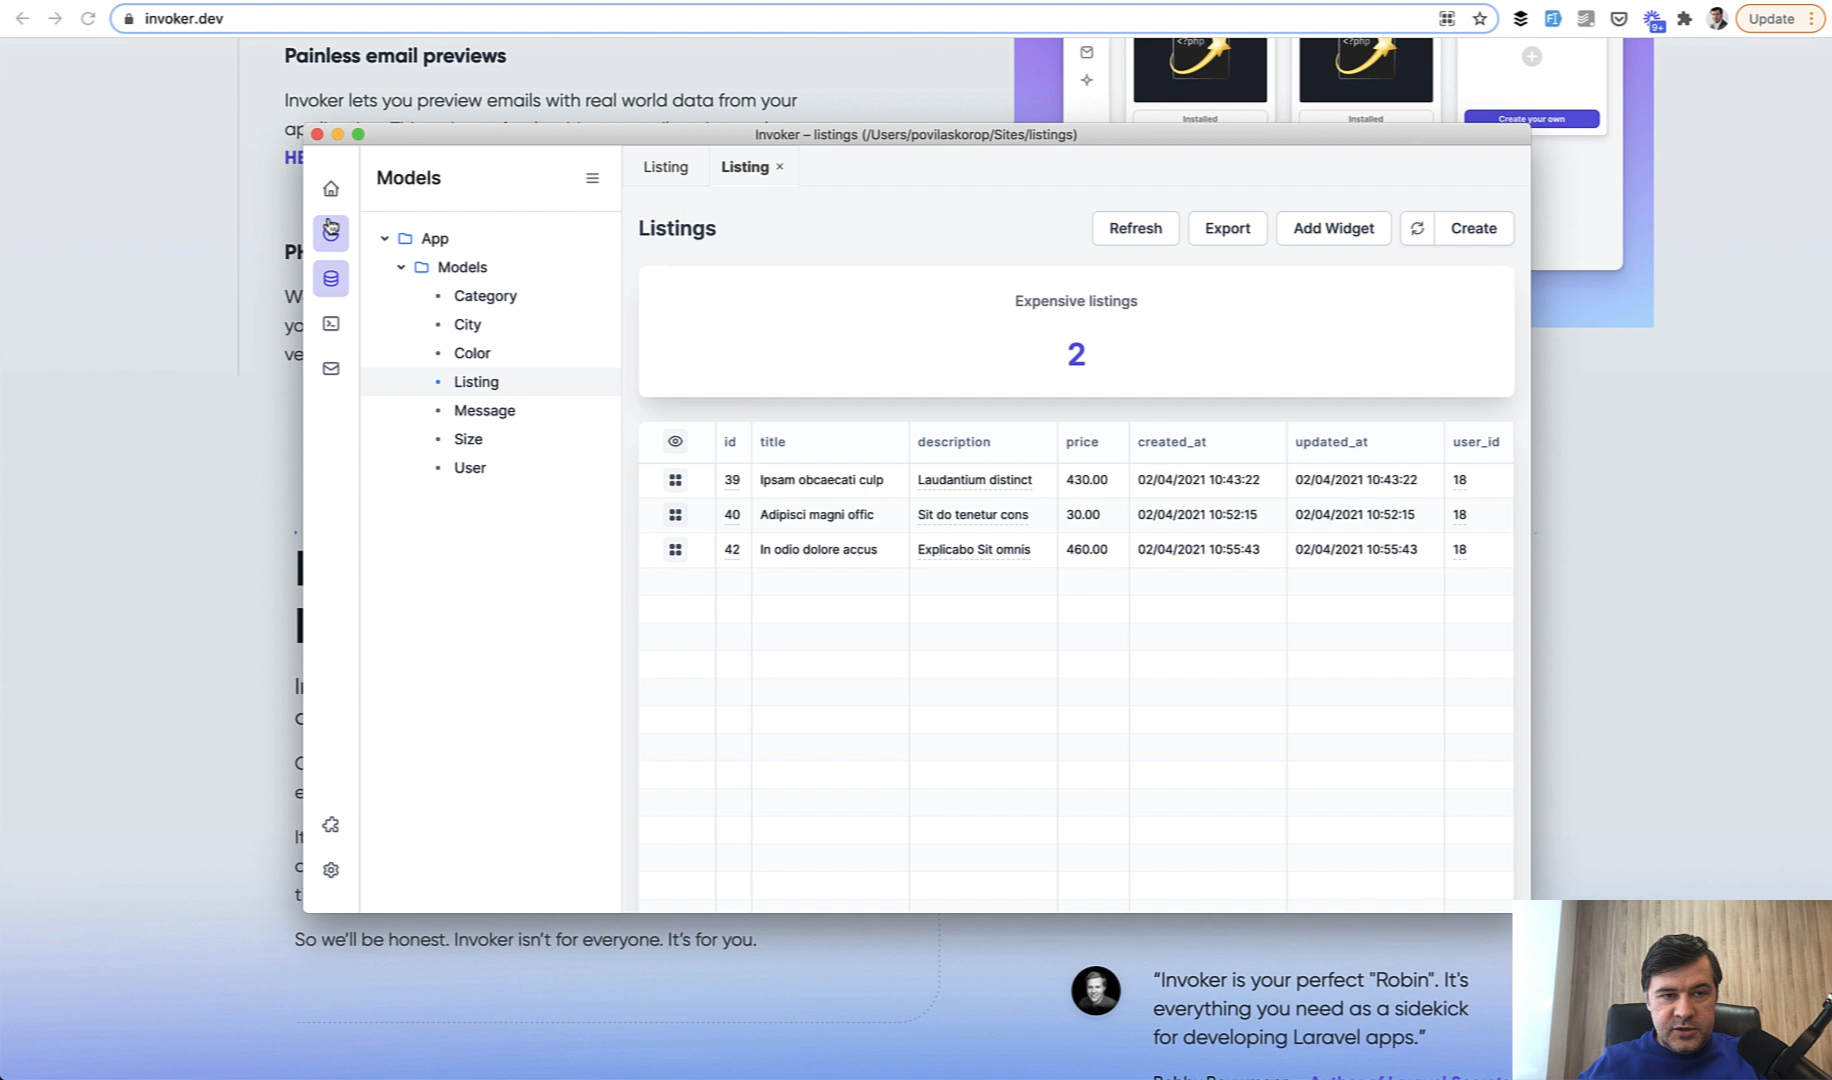 invoker.dev
Update
9+
Painless email previews
Invoker lets you preview emails with real world data from your
<?php
<?php
Installed
Installed
Create your own
Invoker – listings (/Users/povilaskorop/Sites/listings)
Models
Listing
Listing ×
App
Models
Category
City
Color
Listing
Message
Size
User
Listings
Refresh
Export
Add Widget
Create
Expensive listings
2
id title description price created_at updated_at user_id
39 Ipsam obcaecati culp Laudantium distinct 430.00 02/04/2021 10:43:22 02/04/2021 10:43:22 18
40 Adipisci magni offic Sit do tenetur cons 30.00 02/04/2021 10:52:15 02/04/2021 10:52:15 18
42 In odio dolore accus Explicabo Sit omnis 460.00 02/04/2021 10:55:43 02/04/2021 10:55:43 18
So we'll be honest. Invoker isn't for everyone. It's for you.
“Invoker is your perfect "Robin". It's
everything you need as a sidekick
for developing Laravel apps.”